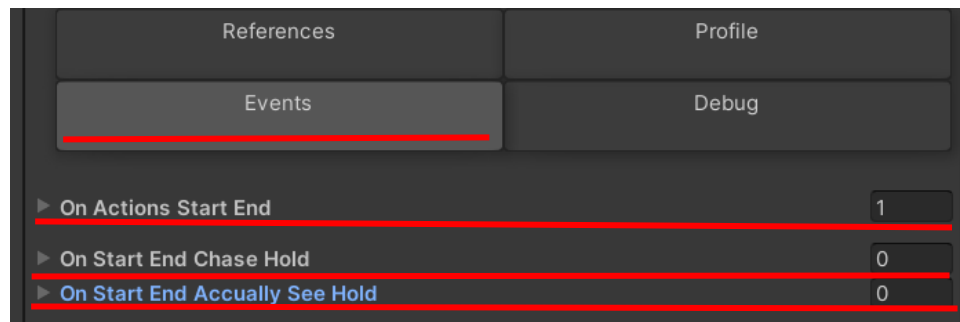 References Profile
Events Debug
On Actions Start End 1
On Start End Chase Hold 0
On Start End Accually See Hold 0